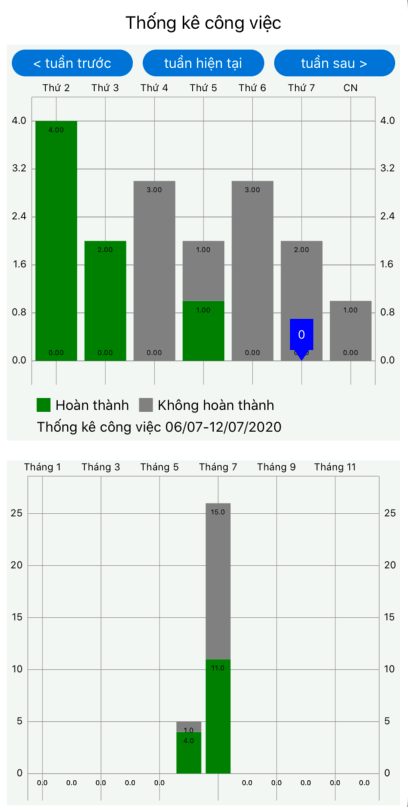 Thống kê công việc
< tuần trước tuần hiện tại tuần sau >
Thứ 2 Thứ 3 Thứ 4 Thứ 5 Thứ 6 Thứ 7 CN
4.0 4.0
4.00
3.2 3.2
3.00 3.00
2.4 2.4
2.00 1.00 2.00
1.6 1.6
1.00 1.00
0.8 0.8
0
0.00 0.00 0.00 0.00 0.00
0.0 0.0
Hoàn thành Không hoàn thành
Thống kê công việc 06/07-12/07/2020
Tháng 1 Tháng 3 Tháng 5 Tháng 7 Tháng 9 Tháng 11
25 25
15.0
20 20
15 15
10 10
11.0
5 5
1.0
4.0
0 0
0.0 0.0 0.0 0.0 0.0 0.0 0.0 0.0 0.0 0.0